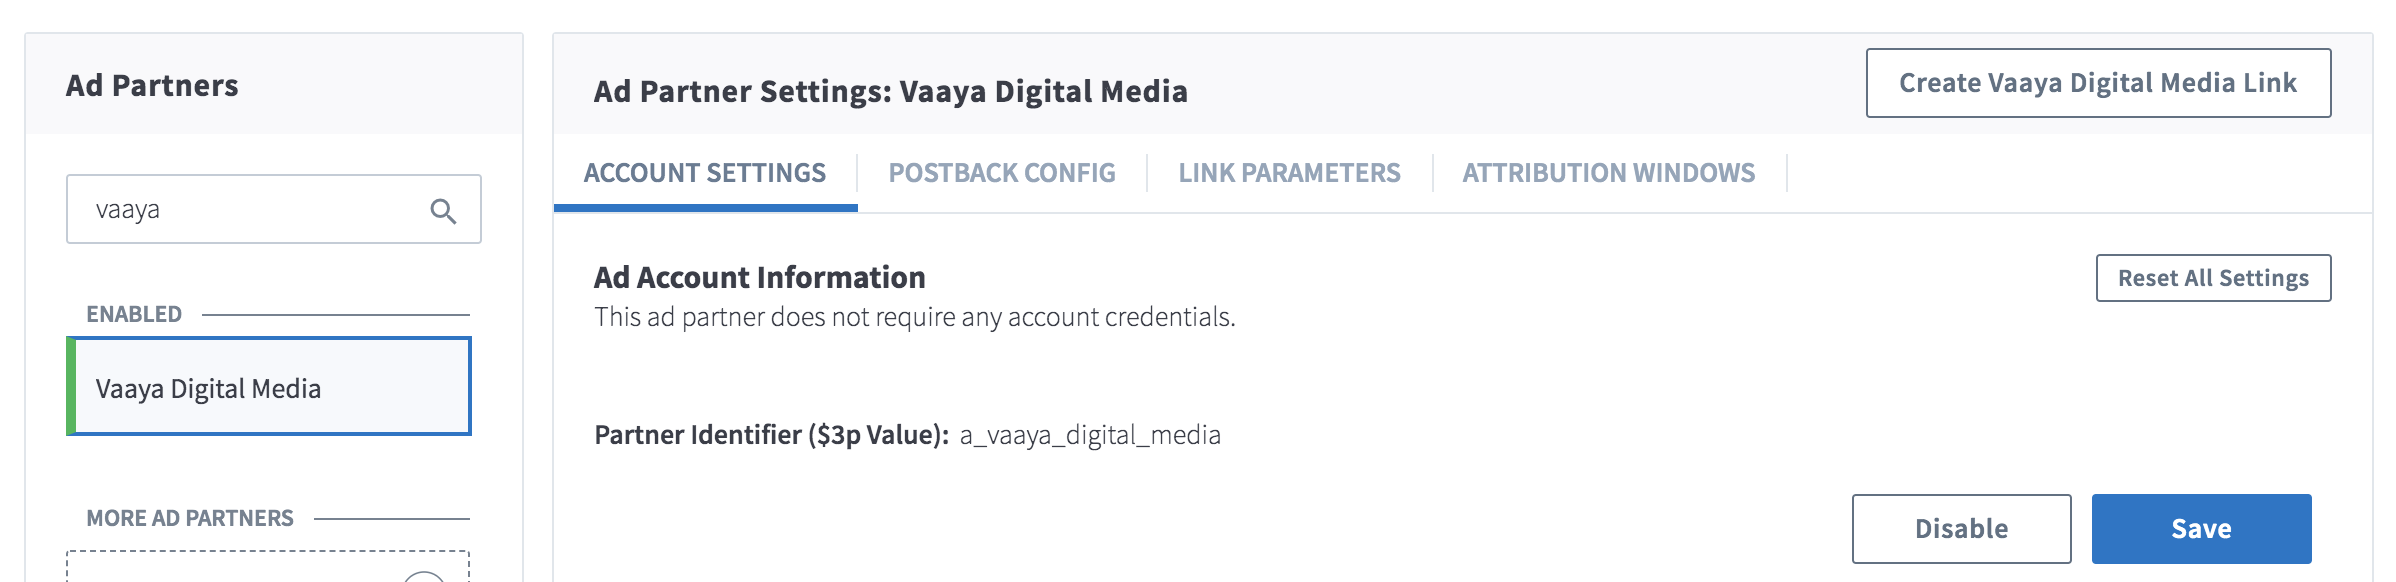 Ad Partners
vaaya
ENABLED
Vaaya Digital Media
MORE AD PARTNERS
Ad Partner Settings: Vaaya Digital Media
Create Vaaya Digital Media Link
ACCOUNT SETTINGS
POSTBACK CONFIG
LINK PARAMETERS
ATTRIBUTION WINDOWS
Ad Account Information
Reset All Settings
This ad partner does not require any account credentials.
Partner Identifier ($3p Value): a_vaaya_digital_media
Disable
Save